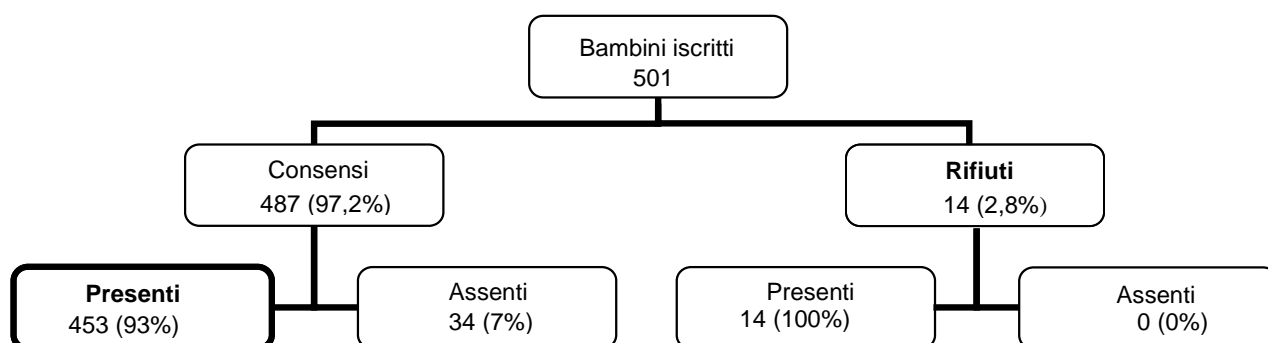 Bambini iscritti
501
Consensi
487 (97,2%)
Rifiuti
14 (2,8%)
Presenti
453 (93%)
Assenti
34 (7%)
Presenti
14 (100%)
Assenti
0 (0%)